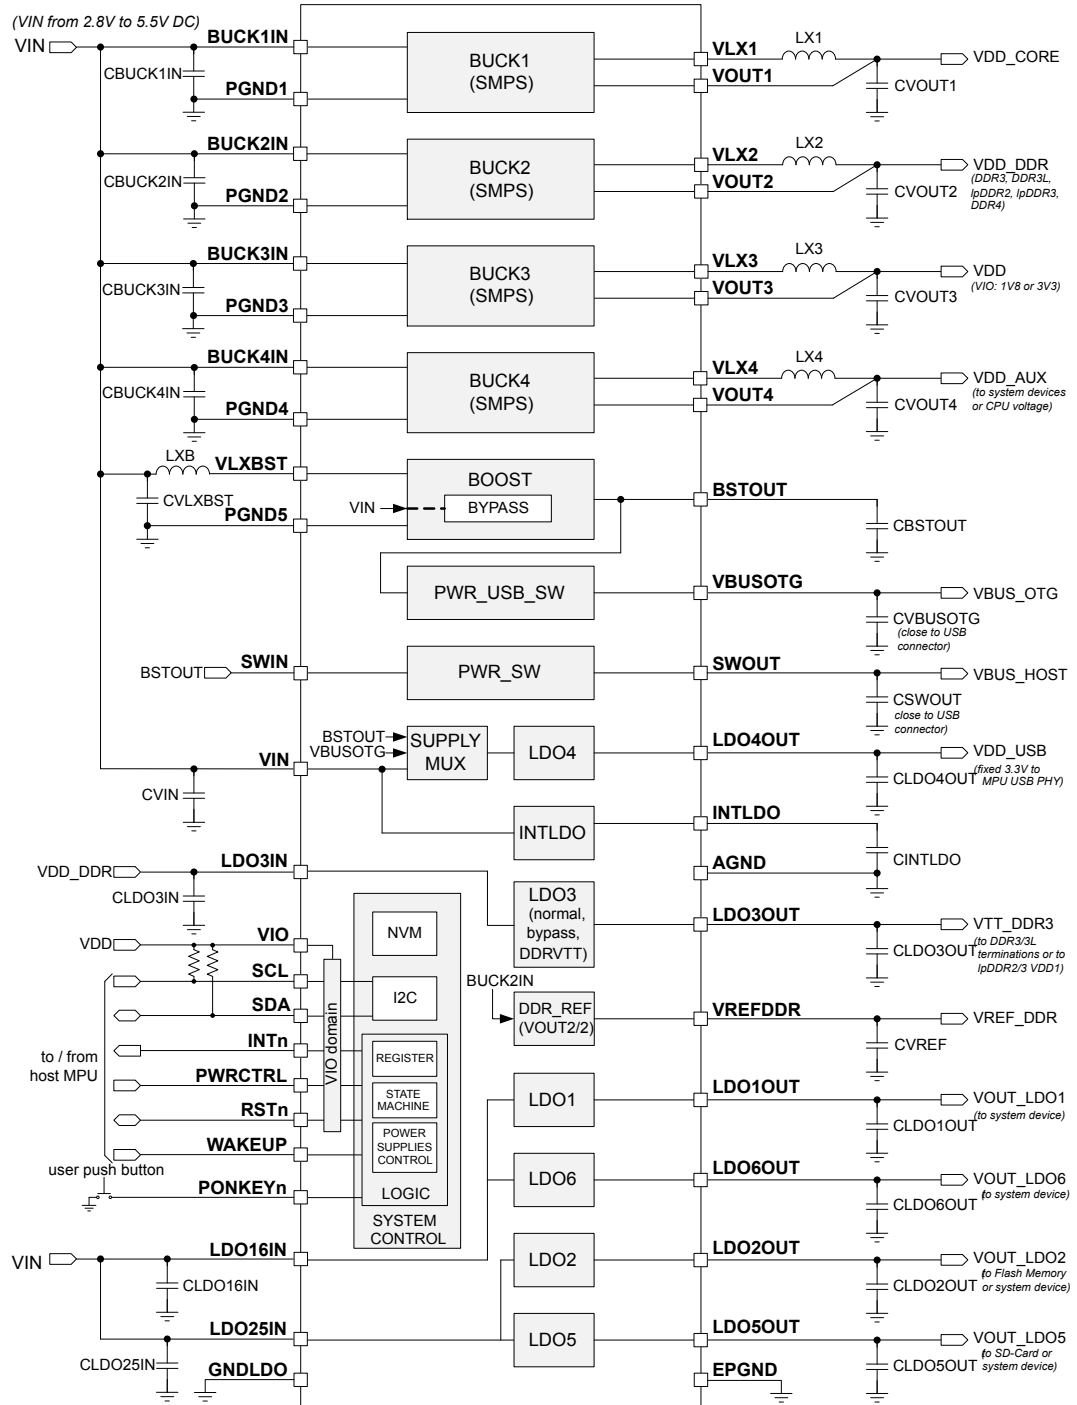 (VIN from 2.8V to 5.5V DC)
VIN
BUCK1IN
CBUCK1IN
PGND1
BUCK1
(SMPS)
VLX1
LX1
VOUT1
VDD_CORE
CVOUT1
BUCK2IN
CBUCK2IN
PGND2
BUCK2
(SMPS)
VLX2
LX2
VOUT2
VDD_DDR
(DDR3, DDR3L,
lpDDR2, lpDDR3,
DDR4)
CVOUT2
BUCK3IN
CBUCK3IN
PGND3
BUCK3
(SMPS)
VLX3
LX3
VOUT3
VDD
(VIO: 1V8 or 3V3)
CVOUT3
BUCK4IN
CBUCK4IN
PGND4
BUCK4
(SMPS)
VLX4
LX4
VOUT4
VDD_AUX
(to system devices
or CPU voltage)
CVOUT4
LXB
VLXBST
CVLXBST
PGND5
BOOST
VIN
BYPASS
BSTOUT
CBSTOUT
PWR_USB_SW
VBUSOTG
VBUS_OTG
CVBUSOTG
(close to USB
connector)
BSTOUT
SWIN
PWR_SW
SWOUT
VBUS_HOST
CSWOUT
close to USB
connector)
BSTOUT
VBUSOTG
VIN
CVIN
SUPPLY
MUX
LDO4
LDO4OUT
VDD_USB
(fixed 3.3V to
MPU USB PHY)
CLDO4OUT
INTLDO
INTLDO
CINTLDO
AGND
VDD_DDR
LDO3IN
CLDO3IN
LDO3
(normal,
bypass,
DDRVTT)
LDO3OUT
VTT_DDR3
(to DDR3/3L
terminations or to
lpDDR2/3 VDD1)
CLDO3OUT
VDD
VIO
SCL
SDA
INTn
PWRCTRL
RSTn
WAKEUP
PONKEYn
to / from
host MPU
user push button
VIO domain
NVM
I2C
REGISTER
STATE
MACHINE
POWER
SUPPLIES
CONTROL
LOGIC
SYSTEM
CONTROL
BUCK2IN
DDR_REF
(VOUT2/2)
VREFDDR
VREF_DDR
CVREF
LDO1
LDO1OUT
VOUT_LDO1
(to system device)
CLDO1OUT
LDO6
LDO6OUT
VOUT_LDO6
(to system device)
CLDO6OUT
VIN
LDO16IN
CLDO16IN
LDO2
LDO2OUT
VOUT_LDO2
(to Flash Memory
or system device)
CLDO2OUT
LDO25IN
CLDO25IN
LDO5
LDO5OUT
VOUT_LDO5
(to SD-Card or
system device)
CLDO5OUT
GNDLDO
EPGND